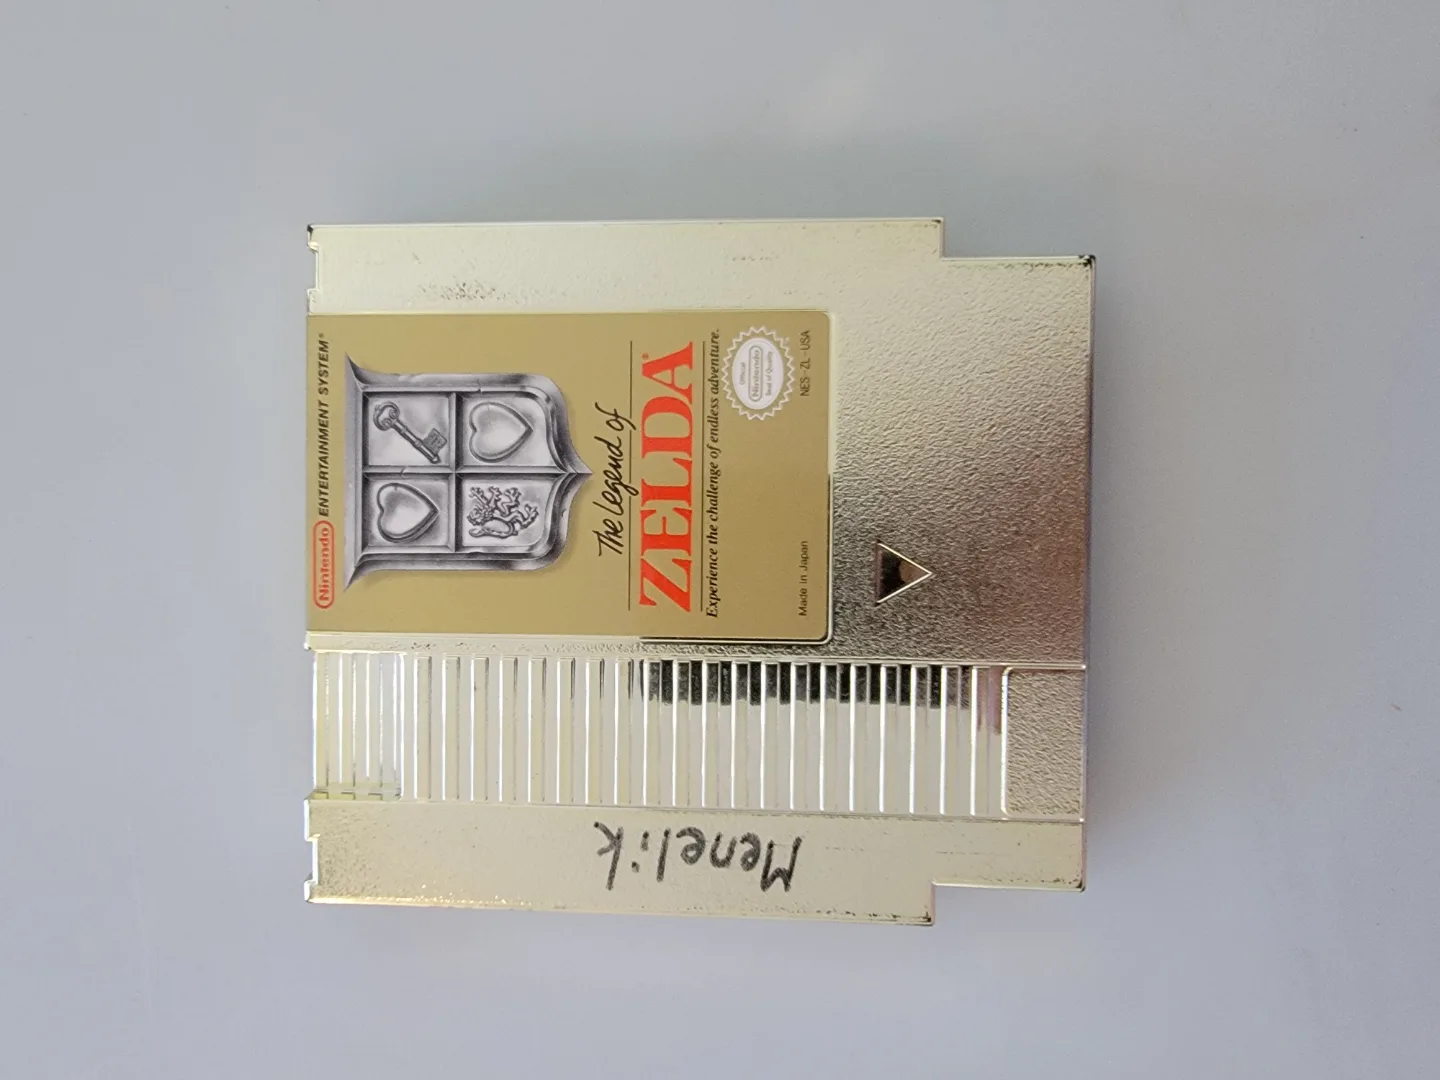 Nintendo ENTERTAINMENT SYSTEM®
The Legend of
ZELDA®
Experience the challenge of endless adventure.
Official
Nintendo
Seal of Quality
Made in Japan
NES-ZL-USA
Menelik